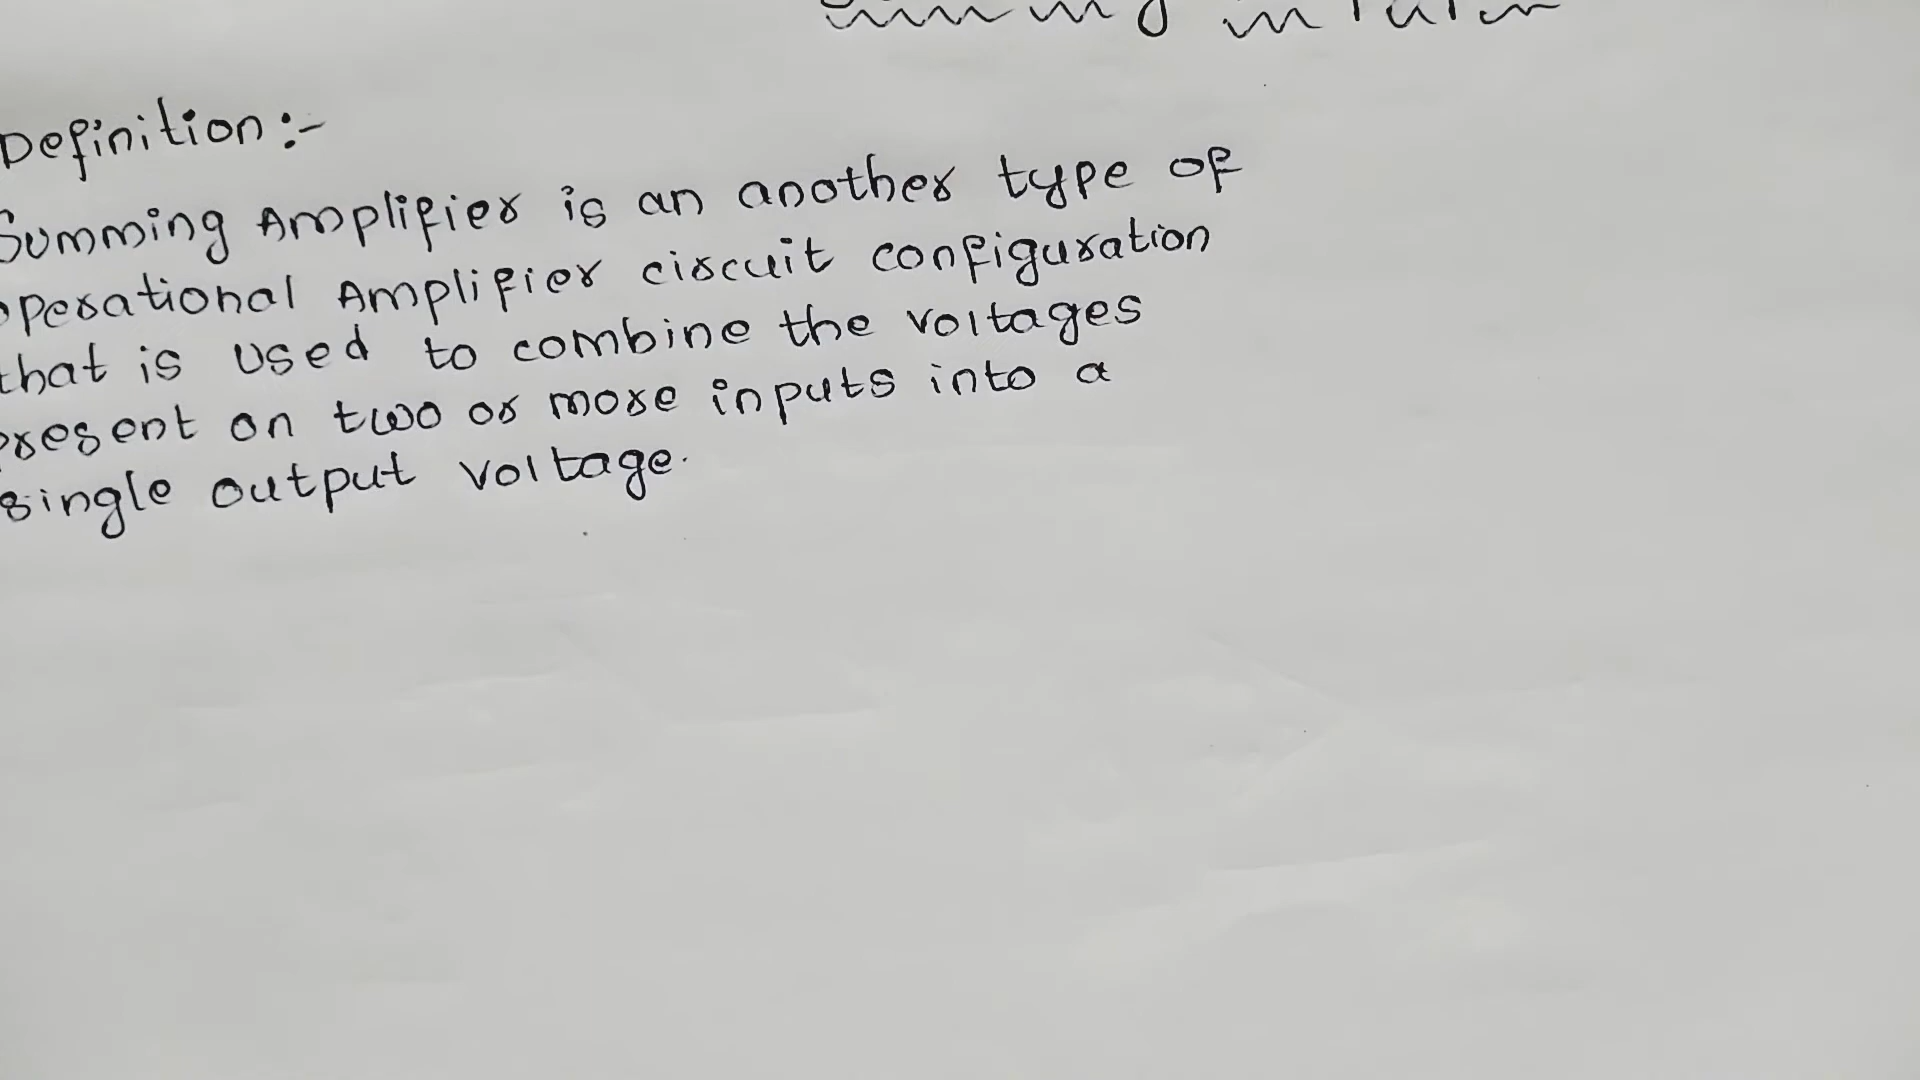 Definition :-
Summing Amplifier is an another type of
operational Amplifier circuit configuration
that is used to combine the voltages
present on two or more inputs into a
single output voltage.